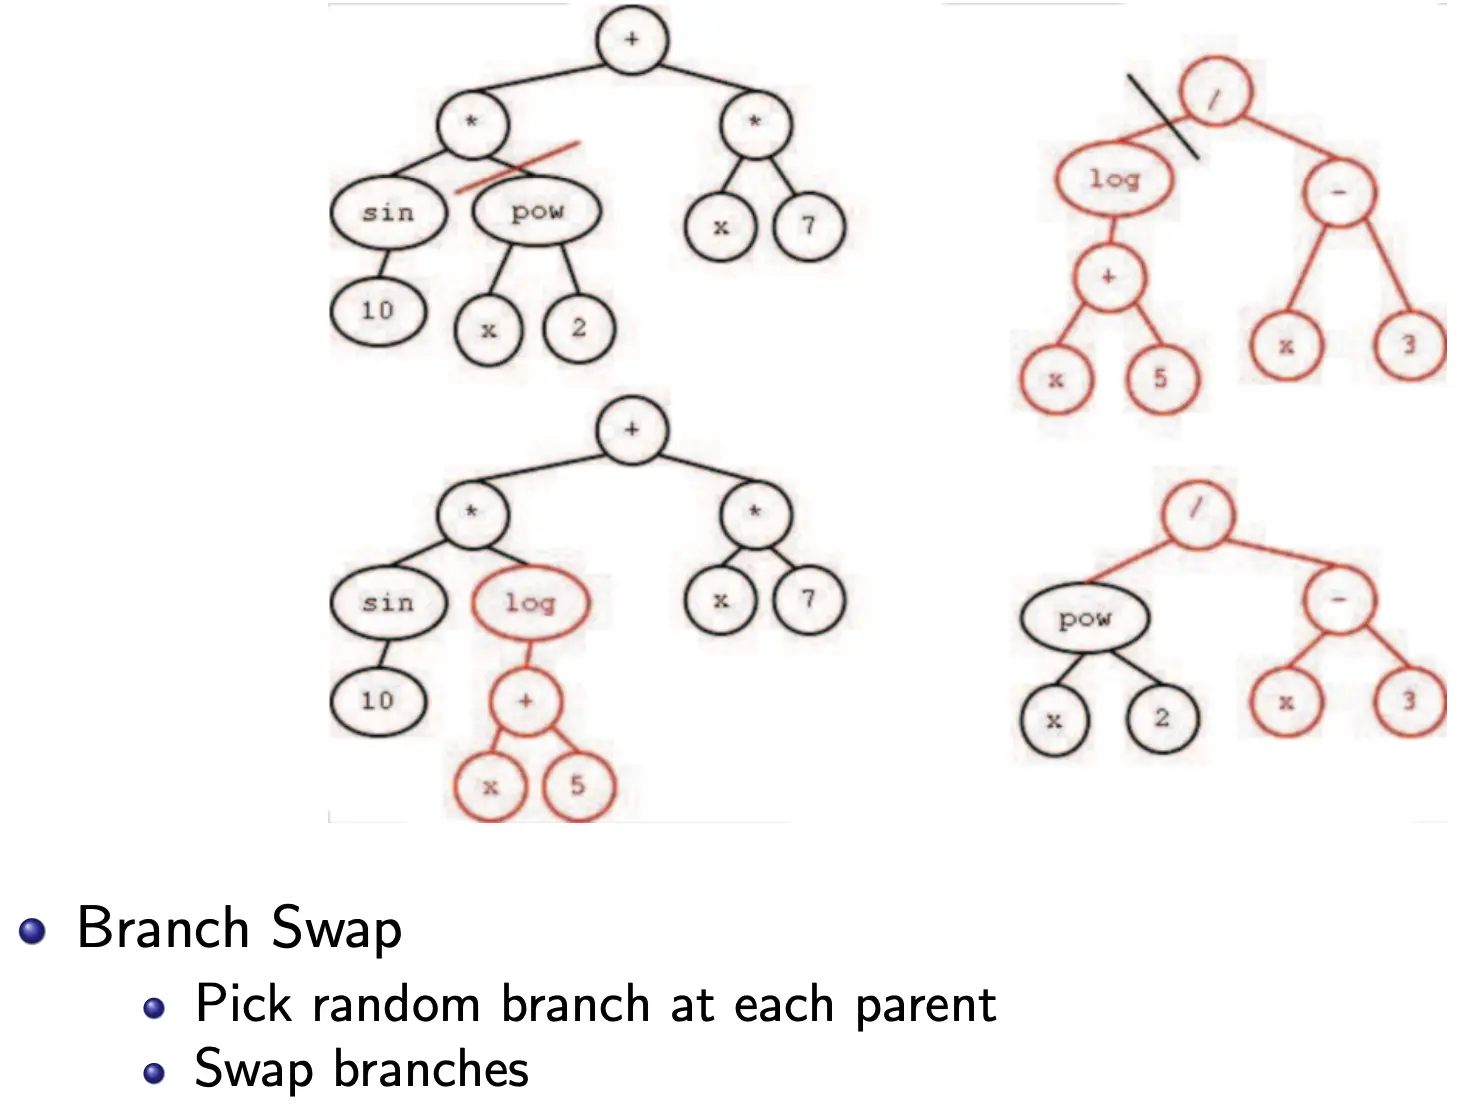 +
* *
sin pow x 7
10 x 2
/
log -
+
x 5 x 3
+
* *
sin log x 7
10 +
x 5
/
pow -
x 2 x 3
Branch Swap
Pick random branch at each parent
Swap branches